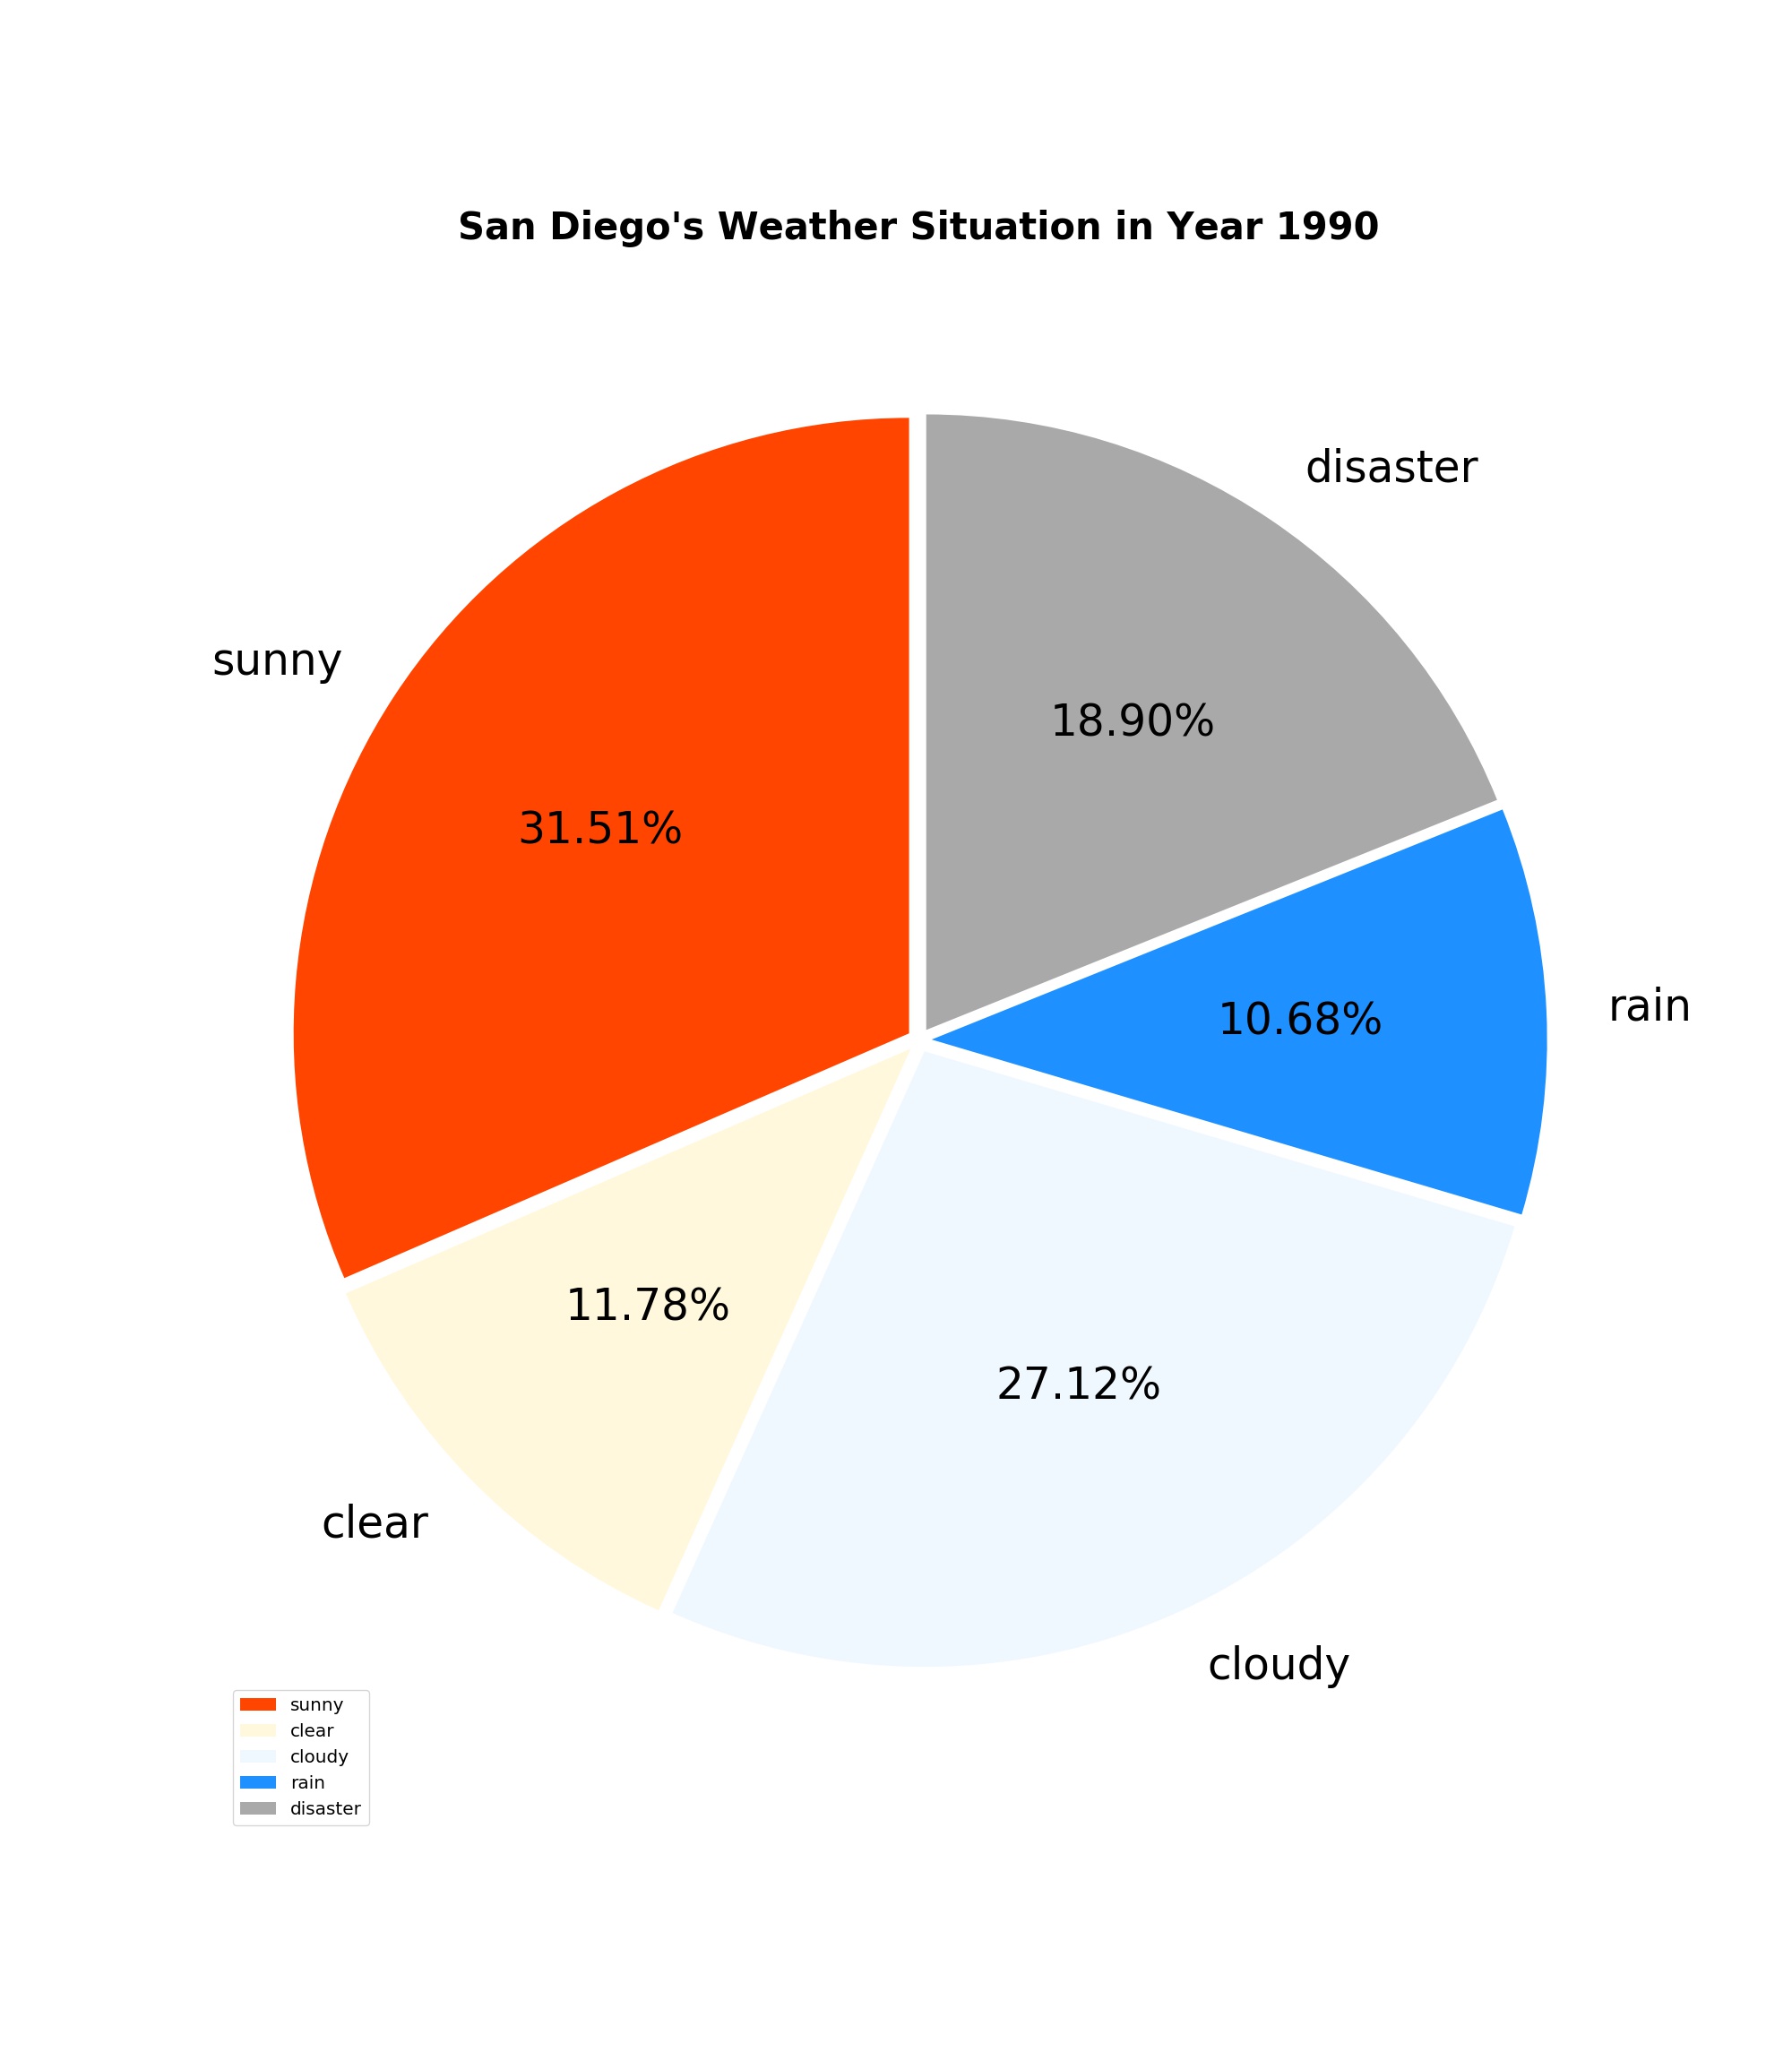 San Diego's Weather Situation in Year 1990
disaster
sunny
18.90%
31.51%
rain
10.68%
11.78%
27.12%
clear
cloudy
sunny
clear
cloudy
rain
disaster